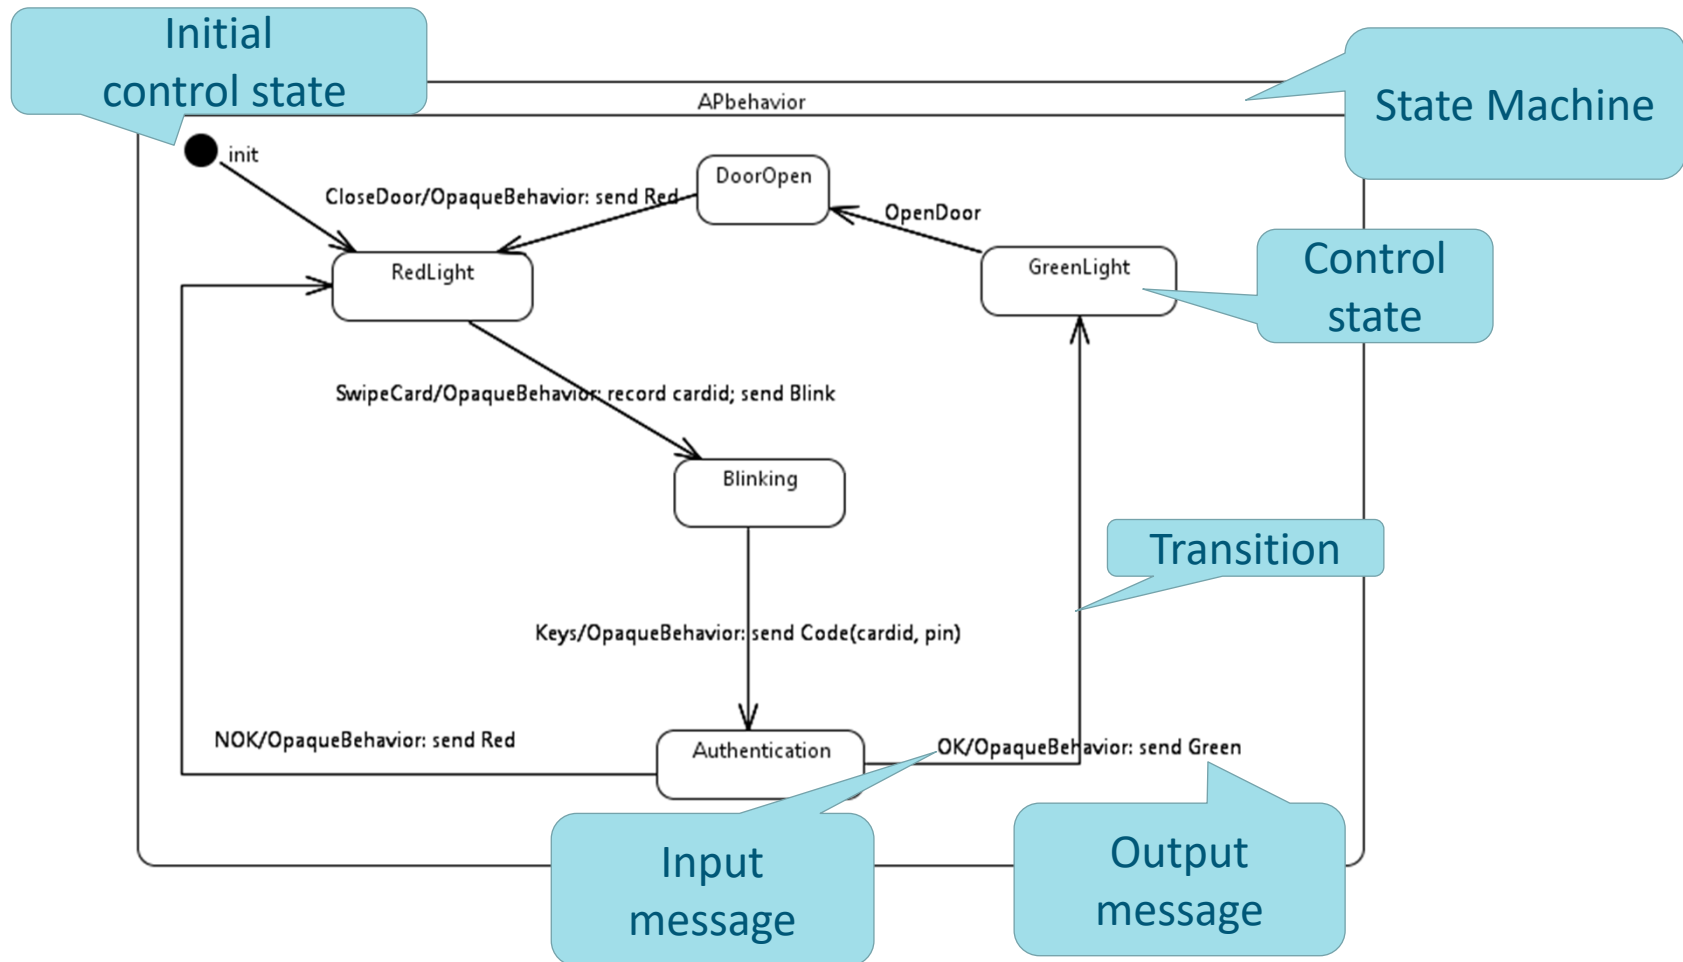 Initial
control state
APbehavior
State Machine
init
DoorOpen
CloseDoor/OpaqueBehavior: send Red
OpenDoor
RedLight
GreenLight
Control
state
SwipeCard/OpaqueBehavior: record cardid; send Blink
Blinking
Transition
Keys/OpaqueBehavior: send Code(cardid, pin)
NOK/OpaqueBehavior: send Red
Authentication
OK/OpaqueBehavior: send Green
Input
message
Output
message